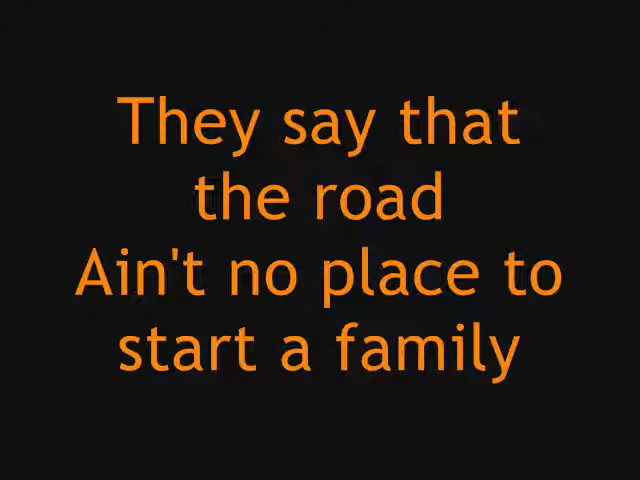 They say that
the road
Ain't no place to
start a family